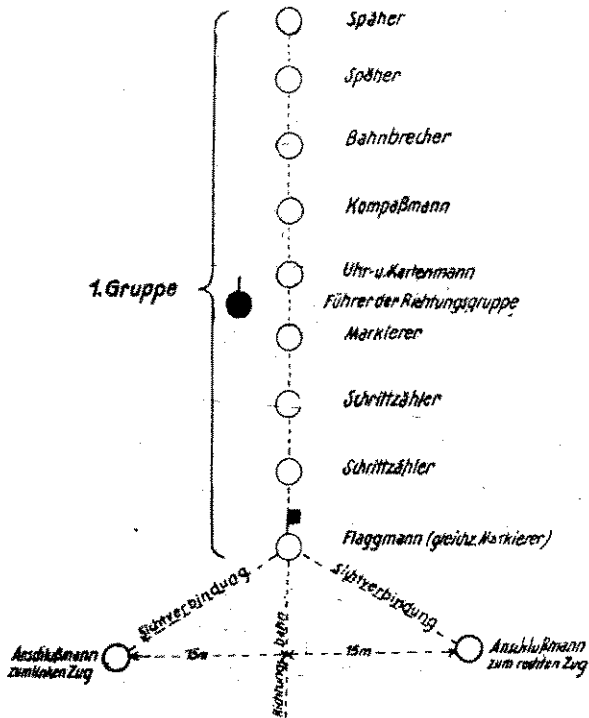 Späher
Späher
Bahnbrecher
Kompaßmann
1. Gruppe
Uhr- u. Kartenmann
Führer der Richtungsgruppe
Markierer
Schrittzähler
Schrittzähler
Flaggmann (gleichz. Markierer)
Sichtverbindung
Sichtverbindung
Anschlußmann
zum linken Zug
15m
15m
Anschlußmann
zum rechten Zug
Richtungsbahn